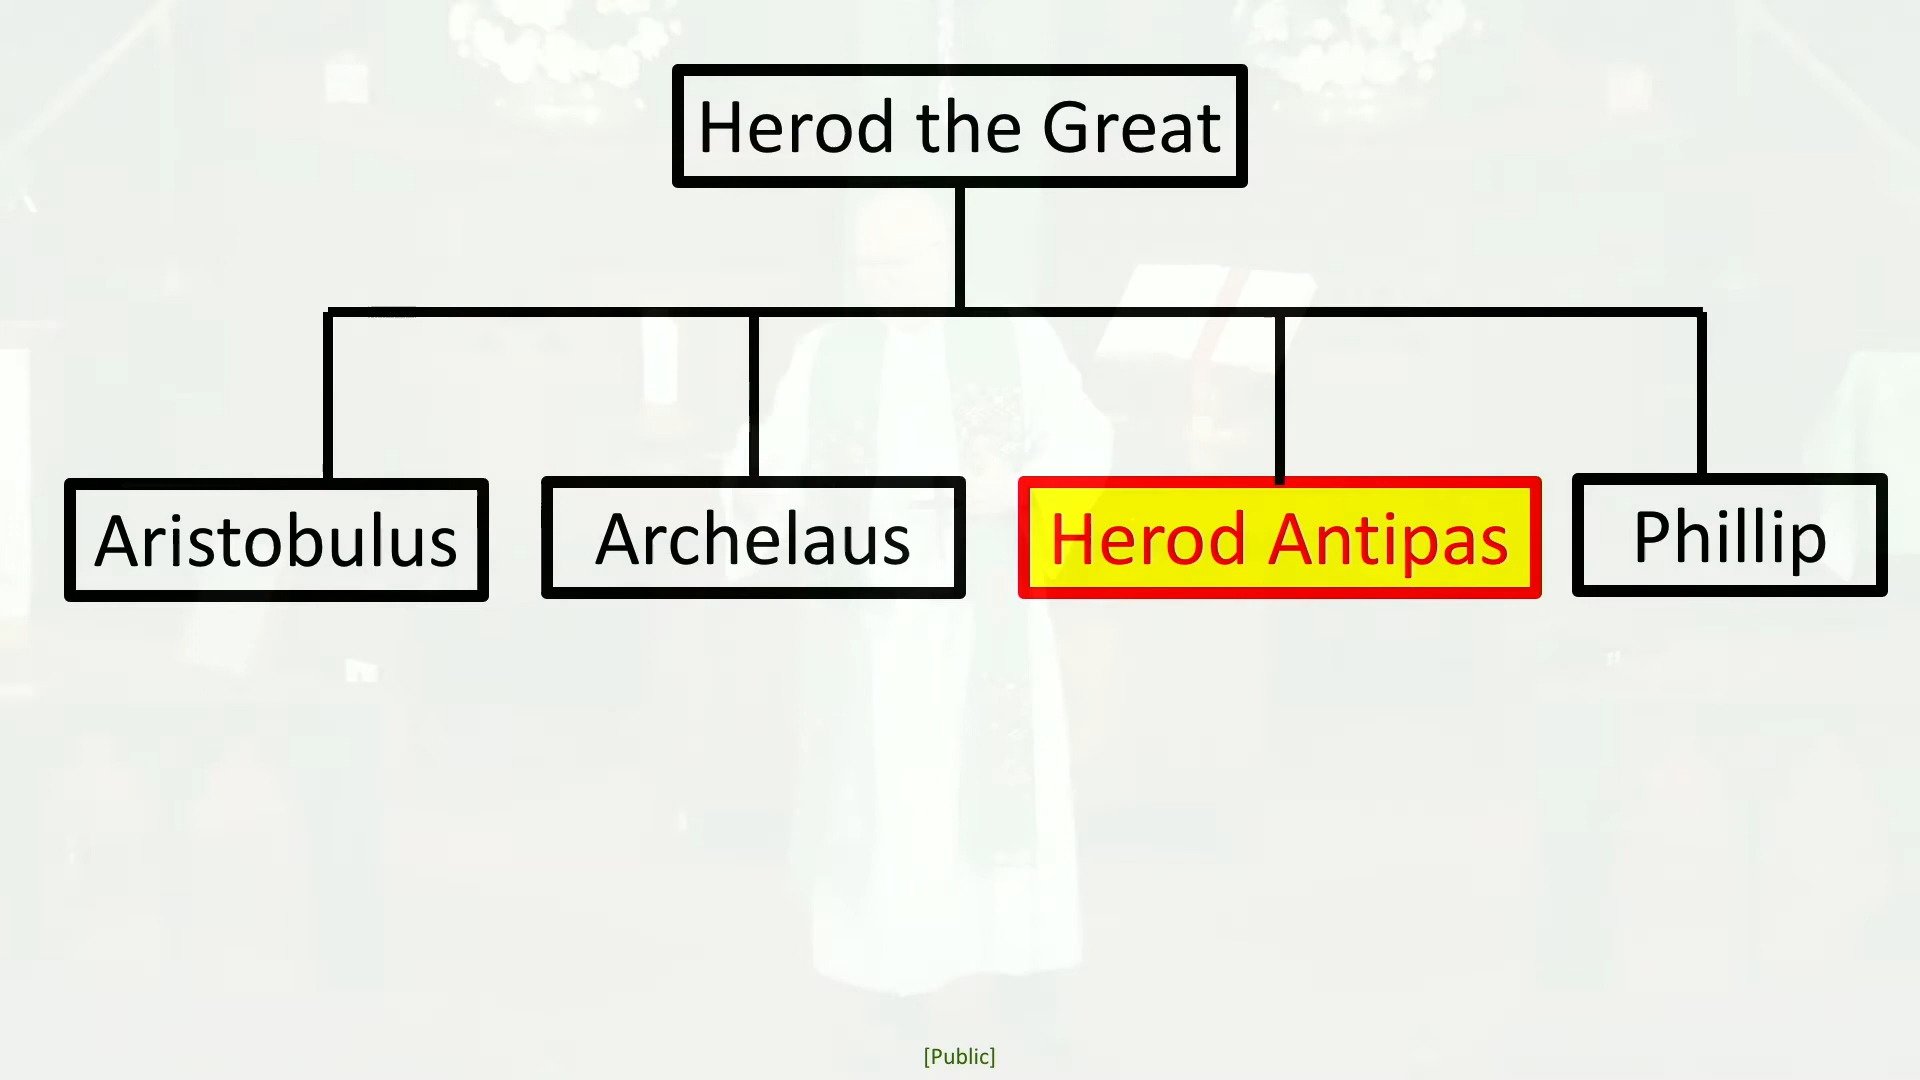 Herod the Great
Aristobulus
Archelaus
Herod Antipas
Phillip
[Public]